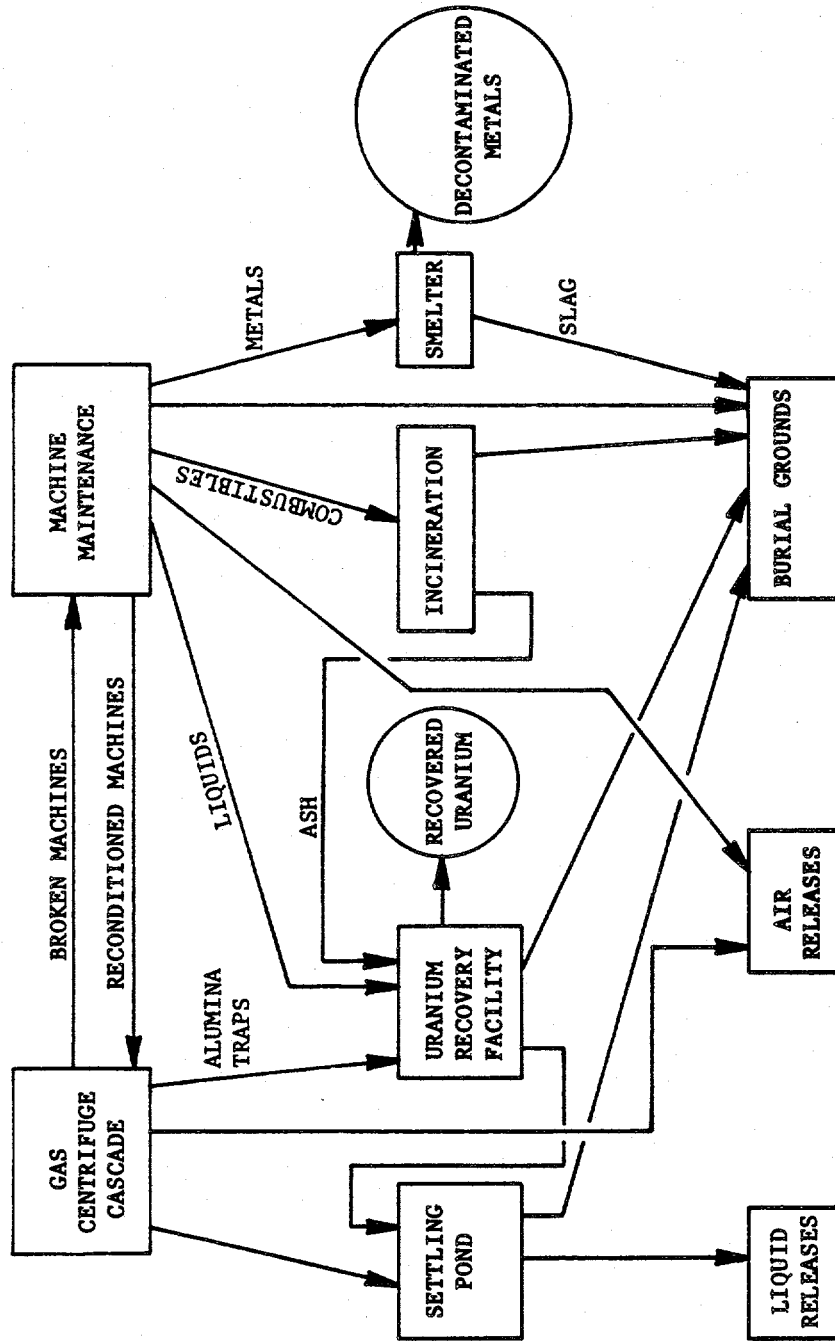 GAS
CENTRIFUGE
CASCADE
BROKEN MACHINES
RECONDITIONED MACHINES
MACHINE
MAINTENANCE
ALUMINA
TRAPS
LIQUIDS
COMBUSTIBLES
METALS
ASH
SETTLING
POND
URANIUM
RECOVERY
FACILITY
RECOVERED
URANIUM
INCINERATION
SMELTER
DECONTAMINATED
METALS
SLAG
LIQUID
RELEASES
AIR
RELEASES
BURIAL GROUNDS